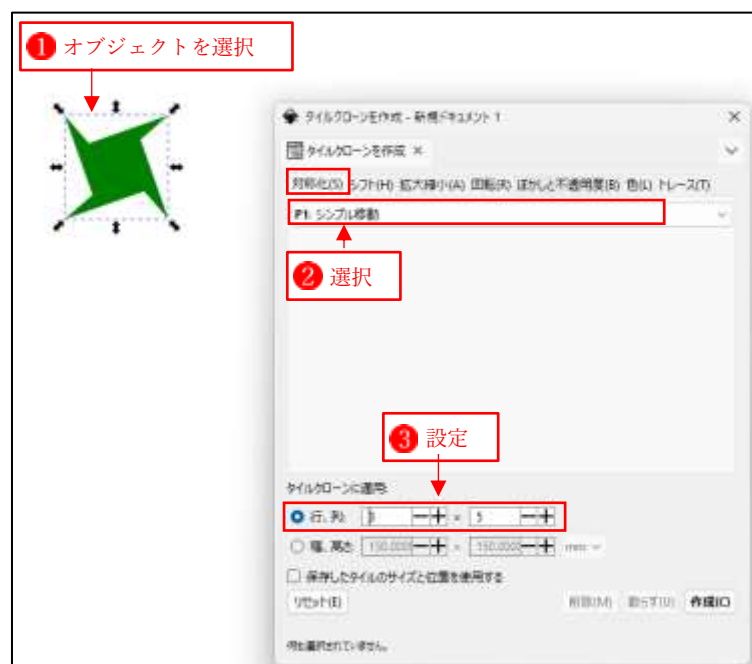 1 オブジェクトを選択
タイルクローンを作成 - 新規ドキュメント 1
タイルクローンを作成
対称化(S) シフト(H) 拡大縮小(A) 回転(R) ぼかしと不透明度(B) 色(L) トレース(T)
P1: シンプル移動
2 選択
3 設定
タイルクローンに適用:
行、列: × 5
幅、高さ: 150.0000 × 150.0000 mm
保存したタイルのサイズと位置を使用する
リセット(E) 削除(M) 散らす(U) 作成(C)
何も選択されていません。